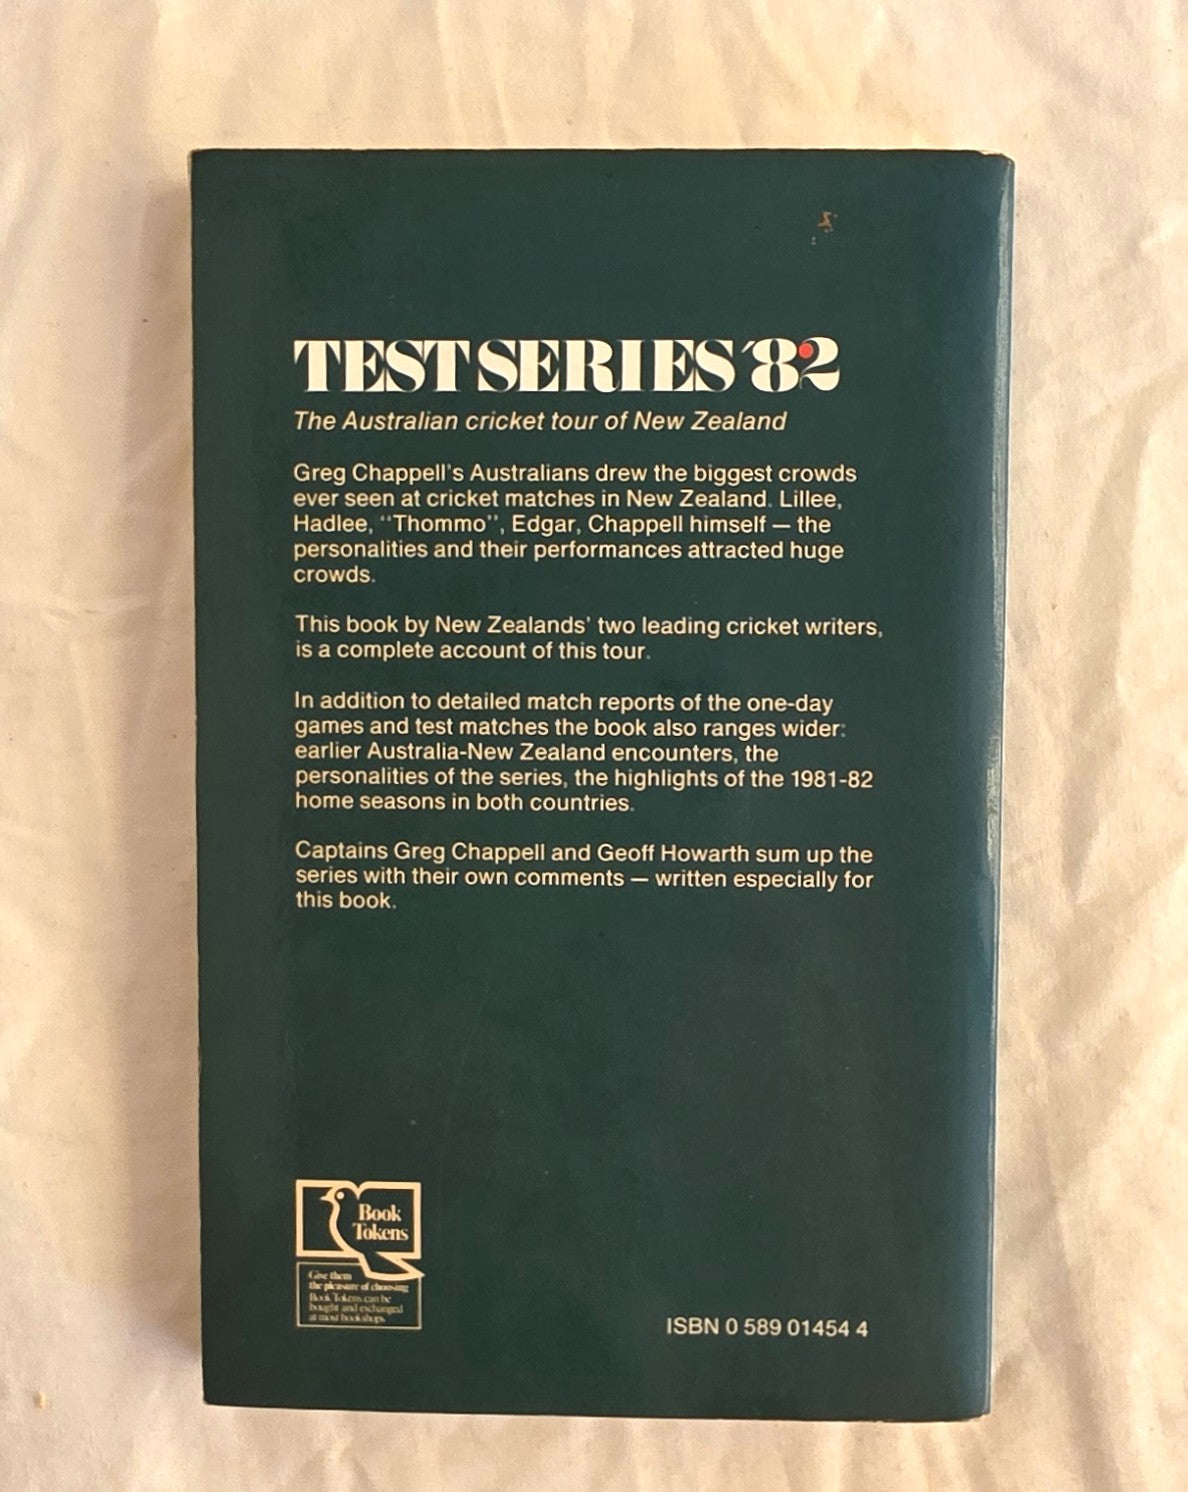 TEST SERIES '82
The Australian cricket tour of New Zealand
Greg Chappell's Australians drew the biggest crowds
ever seen at cricket matches in New Zealand. Lillee,
Hadlee, "Thommo", Edgar, Chappell himself — the
personalities and their performances attracted huge
crowds.
This book by New Zealands' two leading cricket writers,
is a complete account of this tour.
In addition to detailed match reports of the one-day
games and test matches the book also ranges wider:
earlier Australia-New Zealand encounters, the
personalities of the series, the highlights of the 1981-82
home seasons in both countries.
Captains Greg Chappell and Geoff Howarth sum up the
series with their own comments — written especially for
this book.
Book
Tokens
Give them
the pleasure of choosing
Book Tokens can be
bought and exchanged
at most bookshops
ISBN 0 589 01454 4